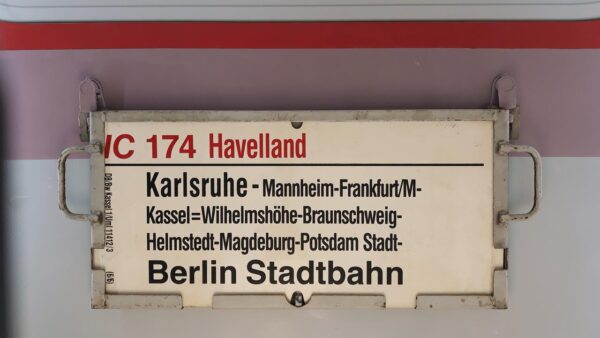 IC 174 Havelland
Karlsruhe - Mannheim-Frankfurt/M-
Kassel=Wilhelmshöhe-Braunschweig-
Helmstedt-Magdeburg-Potsdam Stadt-
Berlin Stadtbahn